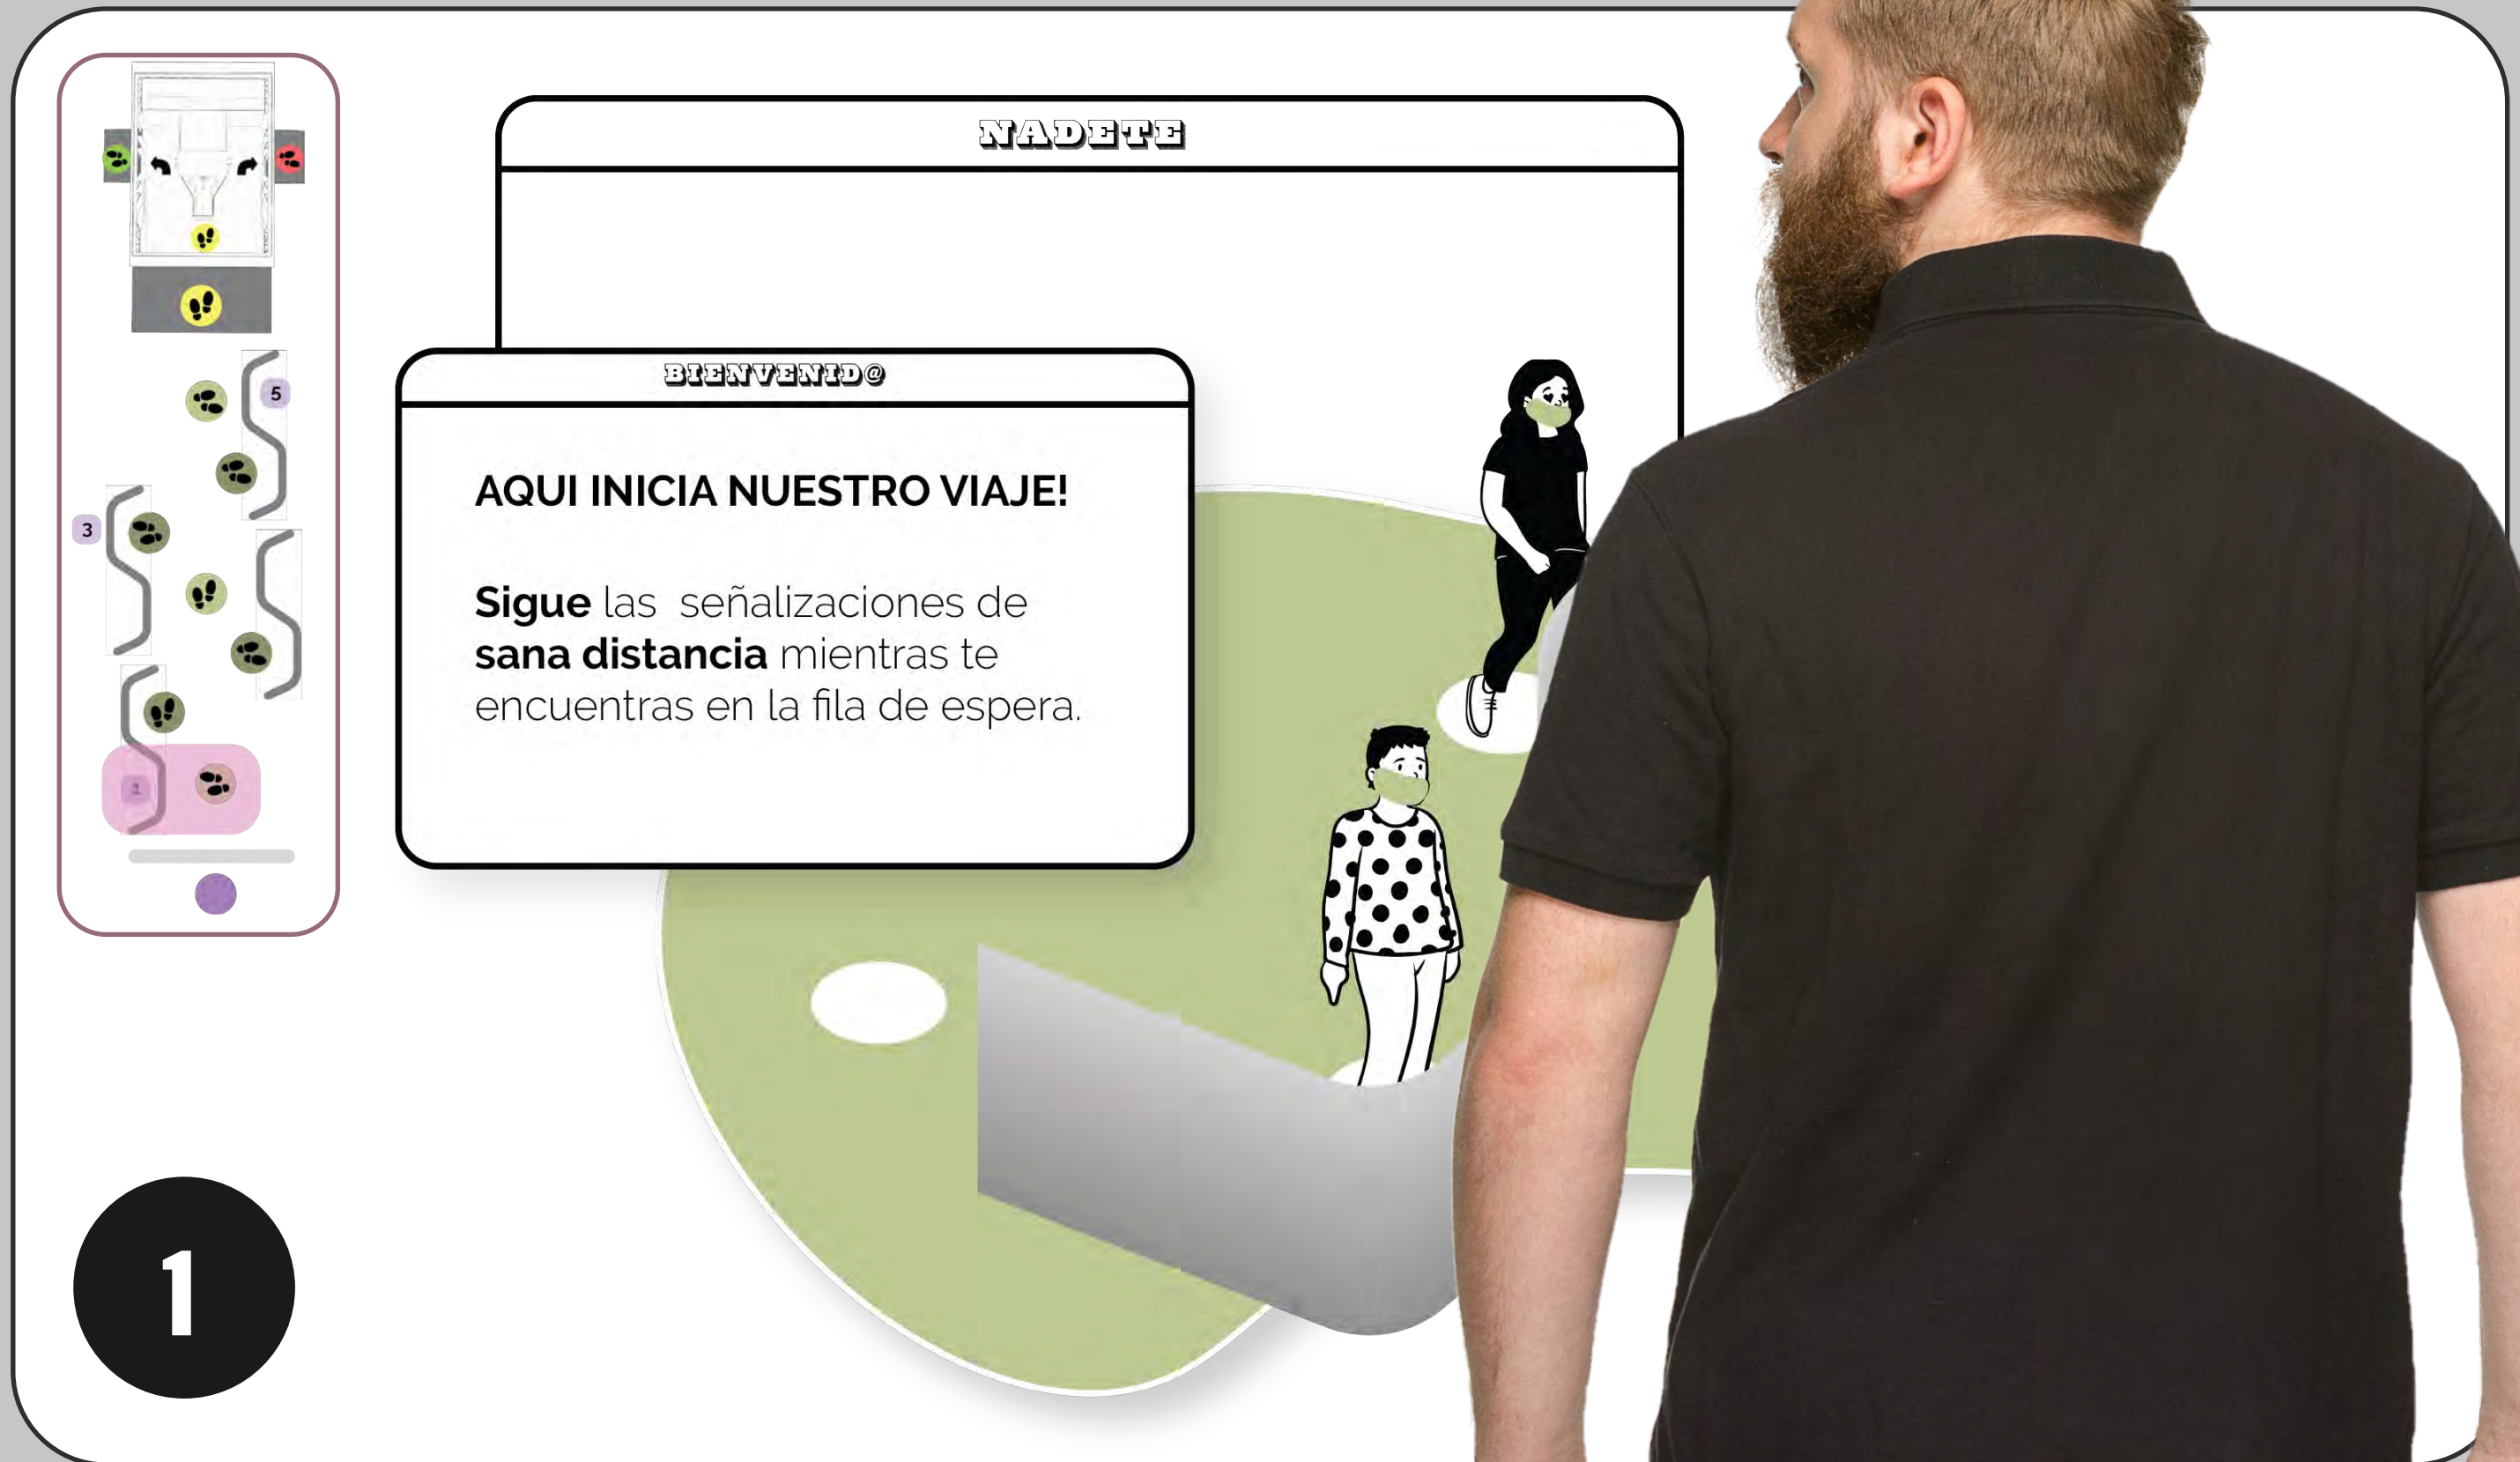 NADETE
BIENVENID@
AQUI INICIA NUESTRO VIAJE!
Sigue las señalizaciones de
sana distancia mientras te
encuentras en la fila de espera.
5
3
1
1